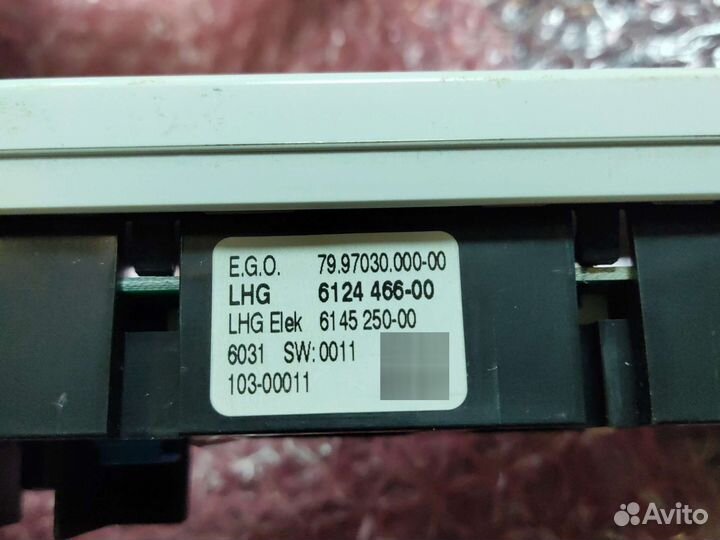 E.G.O. 79.97030.000-00
LHG 6124 466-00
LHG Elek 6145 250-00
6031 SW: 0011
103-00011
Avito